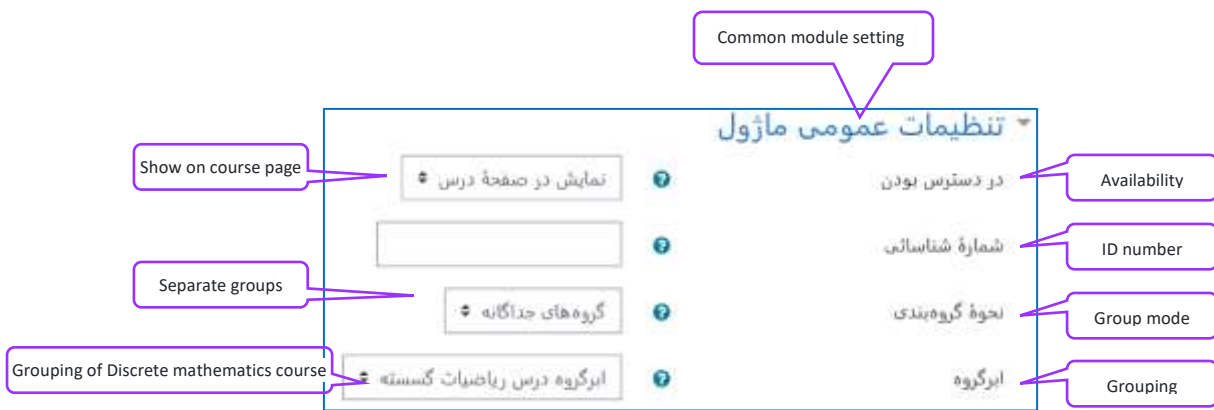 Common module setting
تنظیمات عمومی ماژول
Show on course page
نمایش در صفحهٔ درس
در دسترس بودن
Availability
شمارهٔ شناسائی
ID number
Separate groups
گروه‌های جداگانه
نحوهٔ گروه‌بندی
Group mode
Grouping of Discrete mathematics course
ابرگروه درس ریاضیات گسسته
ابرگروه
Grouping